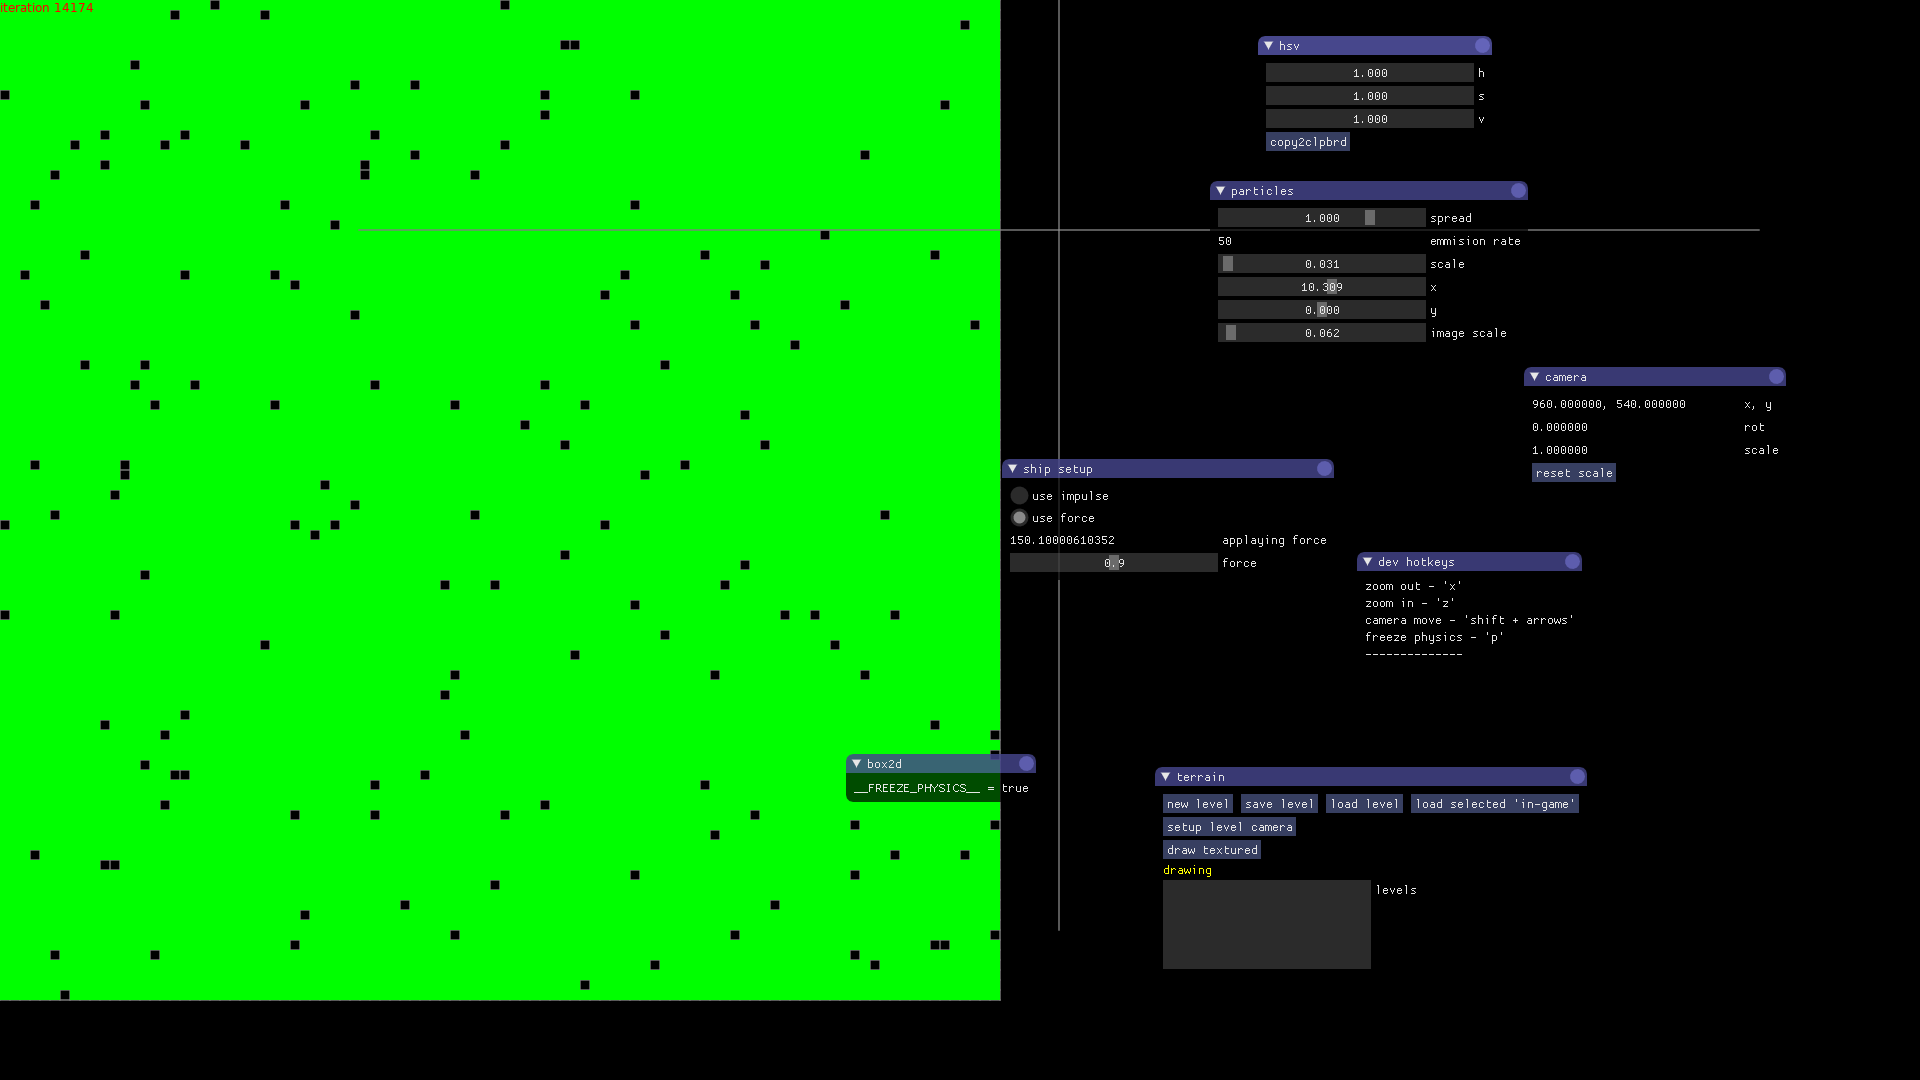 iteration 14174
hsv
1.000 h
1.000 s
1.000 v
copy2clpbrd
particles
1.000 spread
50 emmision rate
0.031 scale
10.309 x
0.000 y
0.062 image scale
camera
960.000000, 540.000000 x, y
0.000000 rot
1.000000 scale
reset scale
ship setup
use impulse
use force
150.10000610352 applaying force
0.9 force
dev hotkeys
zoom out - 'x'
zoom in - 'z'
camera move - 'shift + arrows'
freeze physics - 'p'
--------------
box2d
__FREEZE_PHYSICS__ = true
terrain
new level save level load level load selected 'in-game'
setup level camera
draw textured
drawing
levels